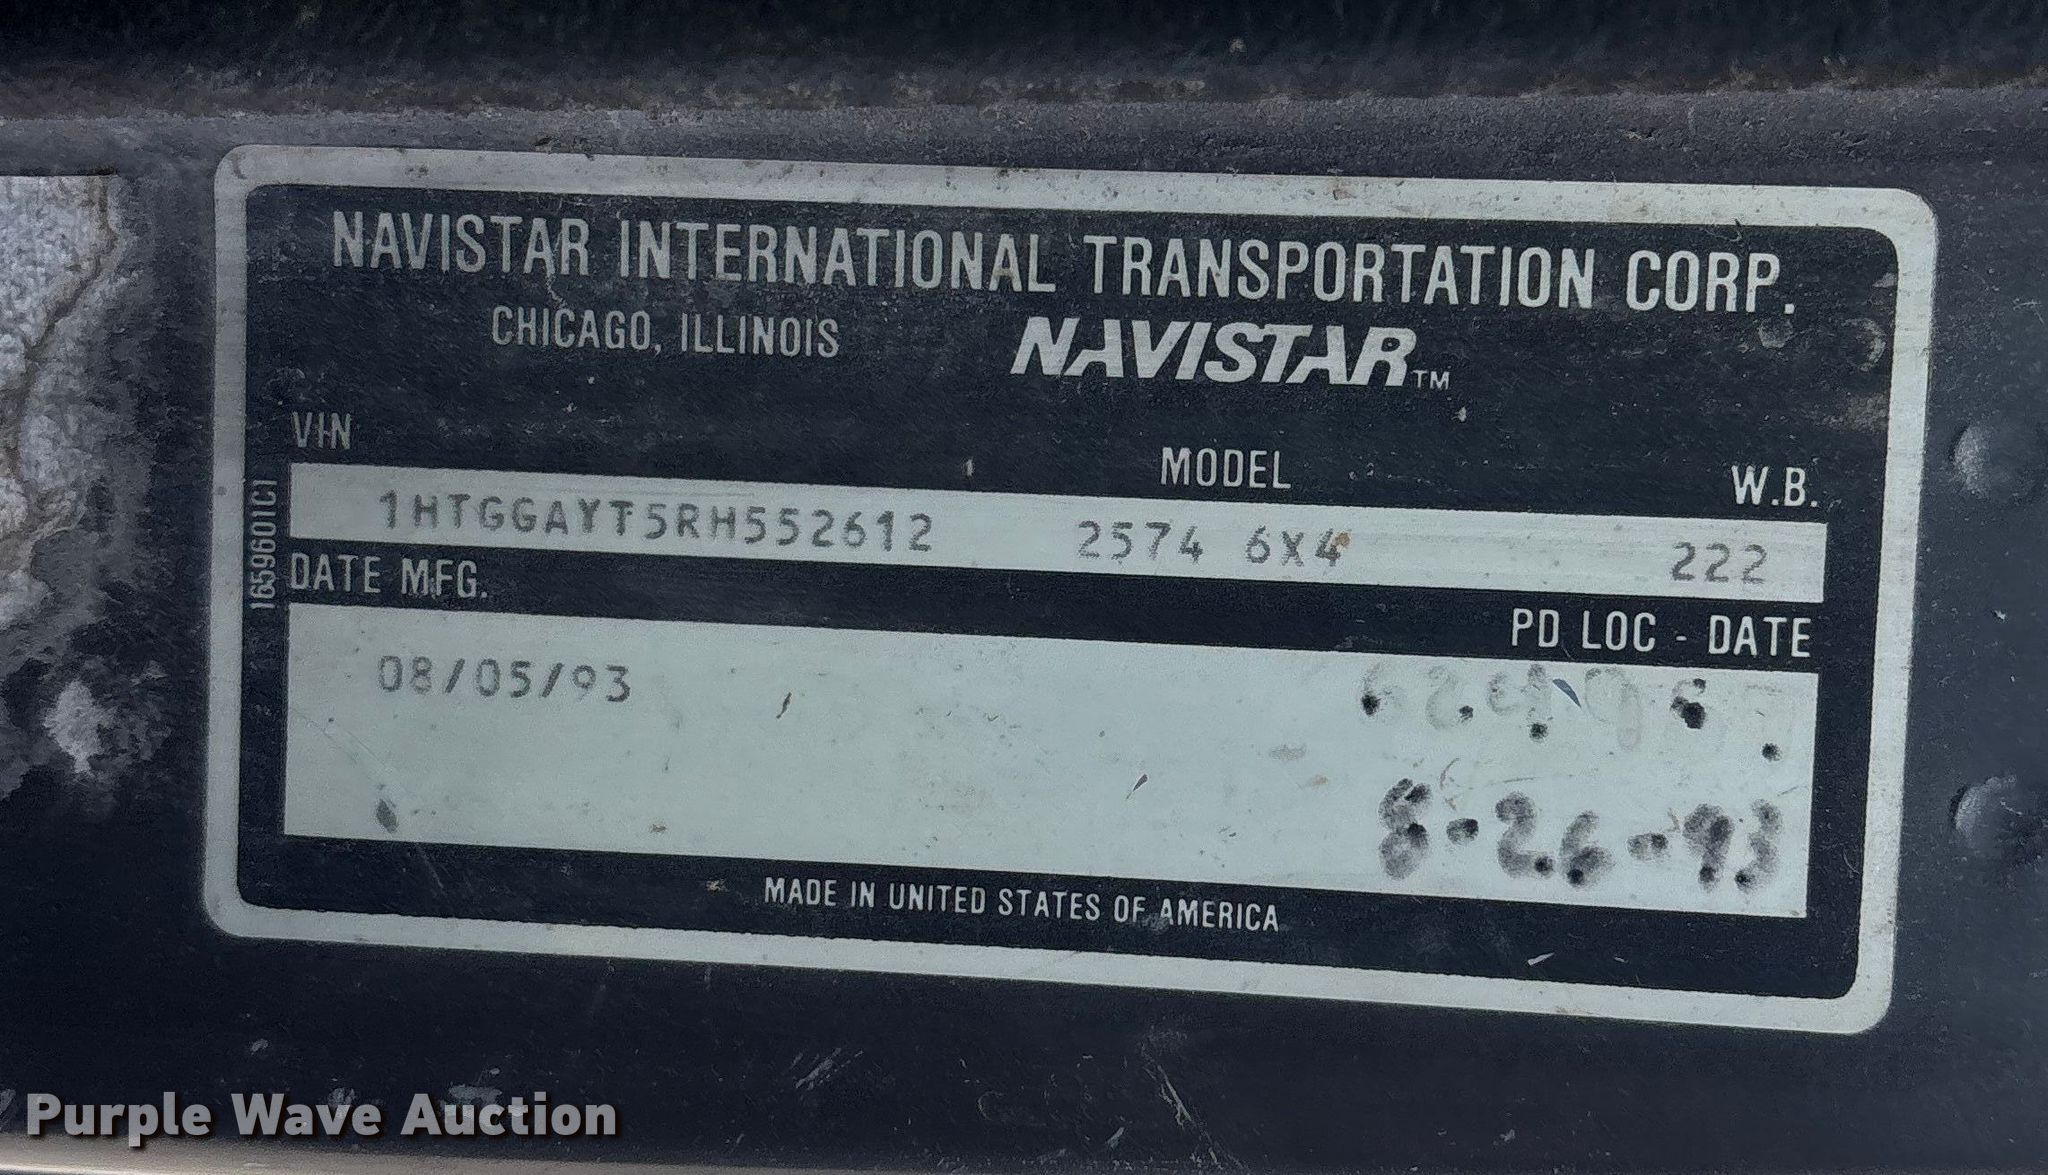 NAVISTAR INTERNATIONAL TRANSPORTATION CORP.
CHICAGO, ILLINOIS NAVISTAR™
VIN MODEL W.B.
1HTGGAYT5RH552612 2574 6X4 222
1659601C1
DATE MFG. PD LOC - DATE
08/05/93
8-26-93
MADE IN UNITED STATES OF AMERICA
Purple Wave Auction